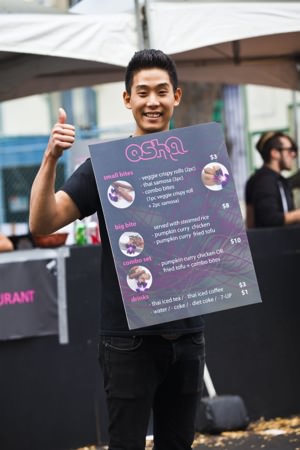 osha
small bites
- veggie crispy rolls (2pc)
- thai samosa (3pc)
- combo bites
(1pc veggie crispy roll
+ 2pc samosa)
$3
big bite
served with steamed rice
- pumpkin curry chicken
- pumpkin curry fried tofu
$8
combo set
$10
- pumpkin curry chicken OR
fried tofu + combo bites
drinks
- thai iced tea / - thai iced coffee
$3
- water / - coke / - diet coke / - 7-UP
$1
URANT